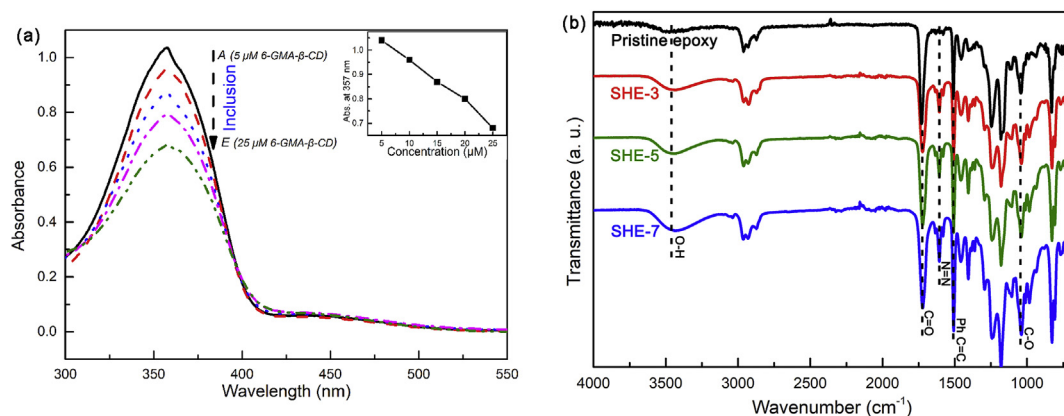 (a)
A (5 μM 6-GMA-β-CD)
Inclusion
E (25 μM 6-GMA-β-CD)
Absorbance
1.0
0.8
0.6
0.4
0.2
0.0
300 350 400 450 500 550
Wavelength (nm)
Abs. at 357 nm
1.0
0.9
0.8
0.7
5 10 15 20 25
Concentration (μM)
(b)
Pristine epoxy
SHE-3
SHE-5
SHE-7
O-H
C=O
N=N
Ph C=C
C-O
Transmittance (a. u.)
4000 3500 3000 2500 2000 1500 1000
Wavenumber (cm-1)